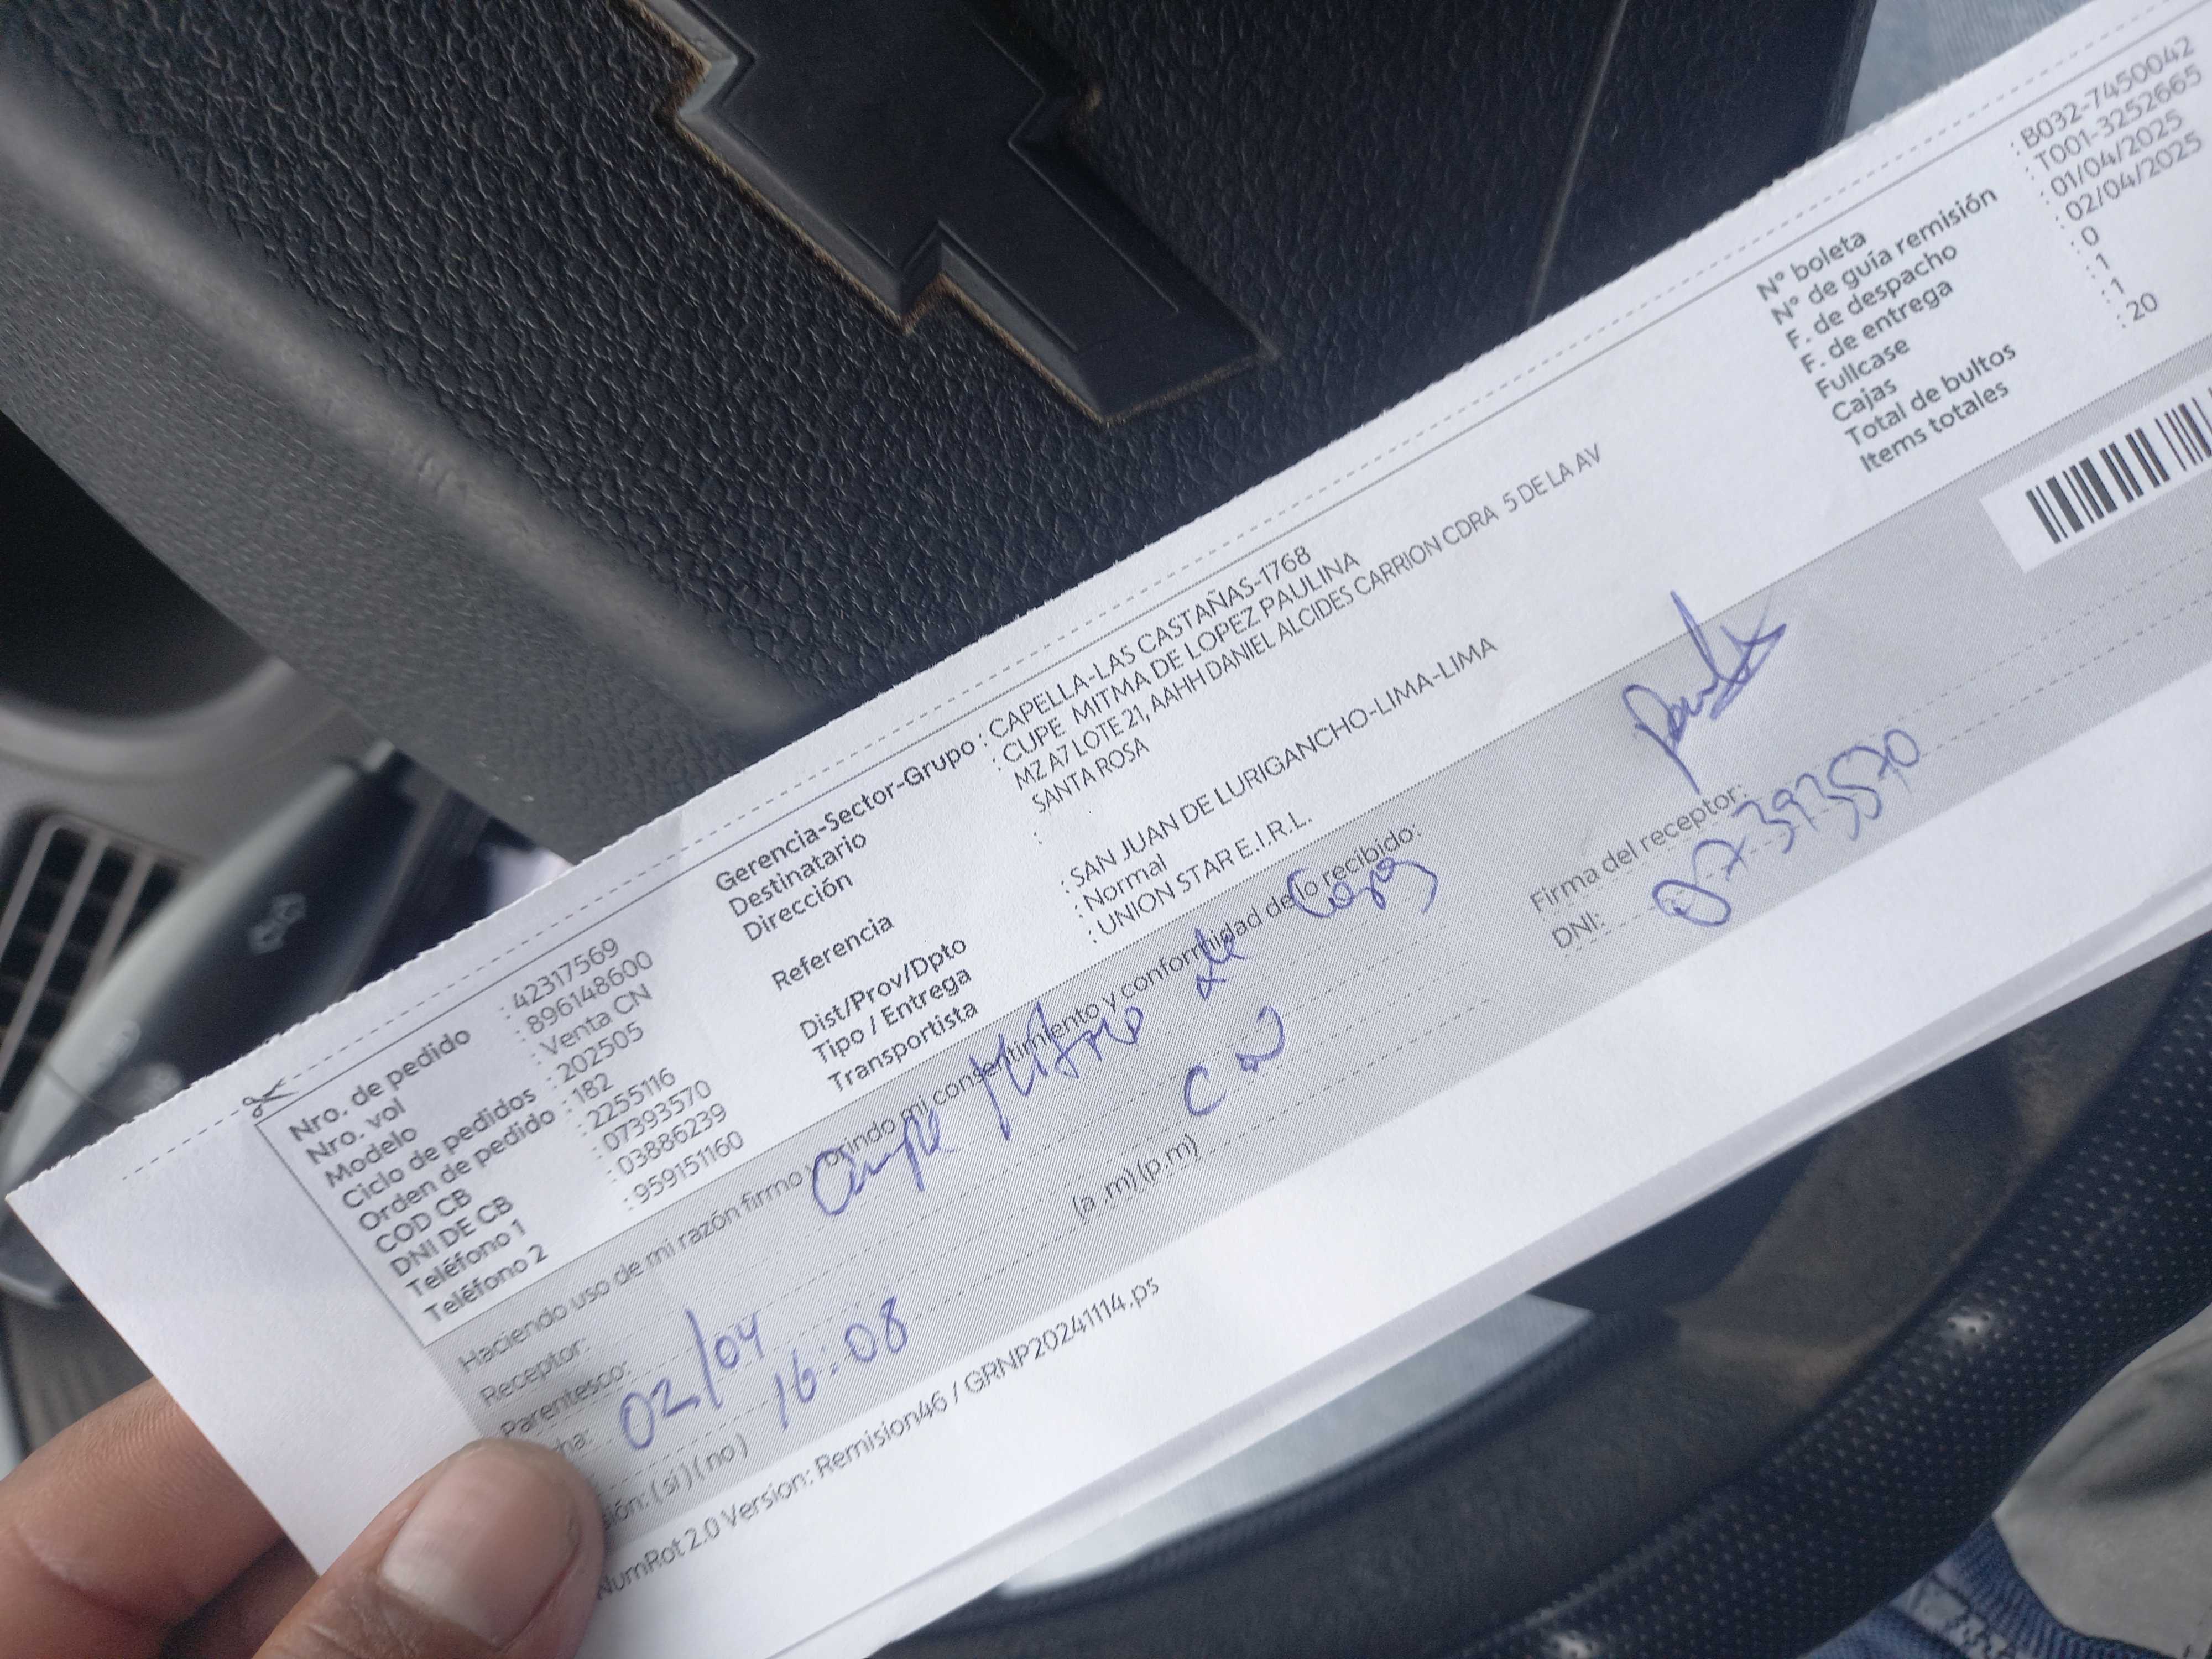 Nro. de pedido : 42317569
Nro. vol : 896148600
Modelo : Venta CN
Ciclo de pedidos : 202505
Orden de pedido : 182
COD CB : 2255116
DNI DE CB : 07393570
Teléfono 1 : 03886239
Teléfono 2 : 959151160
Gerencia-Sector-Grupo : CAPELLA-LAS CASTAÑAS-1768
Destinatario : CUPE MITMA DE LOPEZ PAULINA
Dirección : MZ A7 LOTE 21, AAHH DANIEL ALCIDES CARRION CDRA 5 DE LA AV
SANTA ROSA
Referencia :
Dist/Prov/Dpto : SAN JUAN DE LURIGANCHO-LIMA-LIMA
Tipo / Entrega : Normal
Transportista : UNION STAR E.I.R.L.
N° boleta : B032-7450042
N° de guía remisión : T001-3252665
F. de despacho : 01/04/2025
F. de entrega : 02/04/2025
Fullcase : 0
Cajas : 1
Total de bultos : 1
Items totales : 20
Haciendo uso de mi razón firmo y brindo mi consentimiento y conformidad de lo recibido:
Receptor: de
Parentesco: C N
ha: 02/04
16:08 (a .m) (p.m)
sión: ( si ) ( no )
Firma del receptor:
DNI: 07393570
NumRot 2.0 Version: Remision46 / GRNP20241114.ps